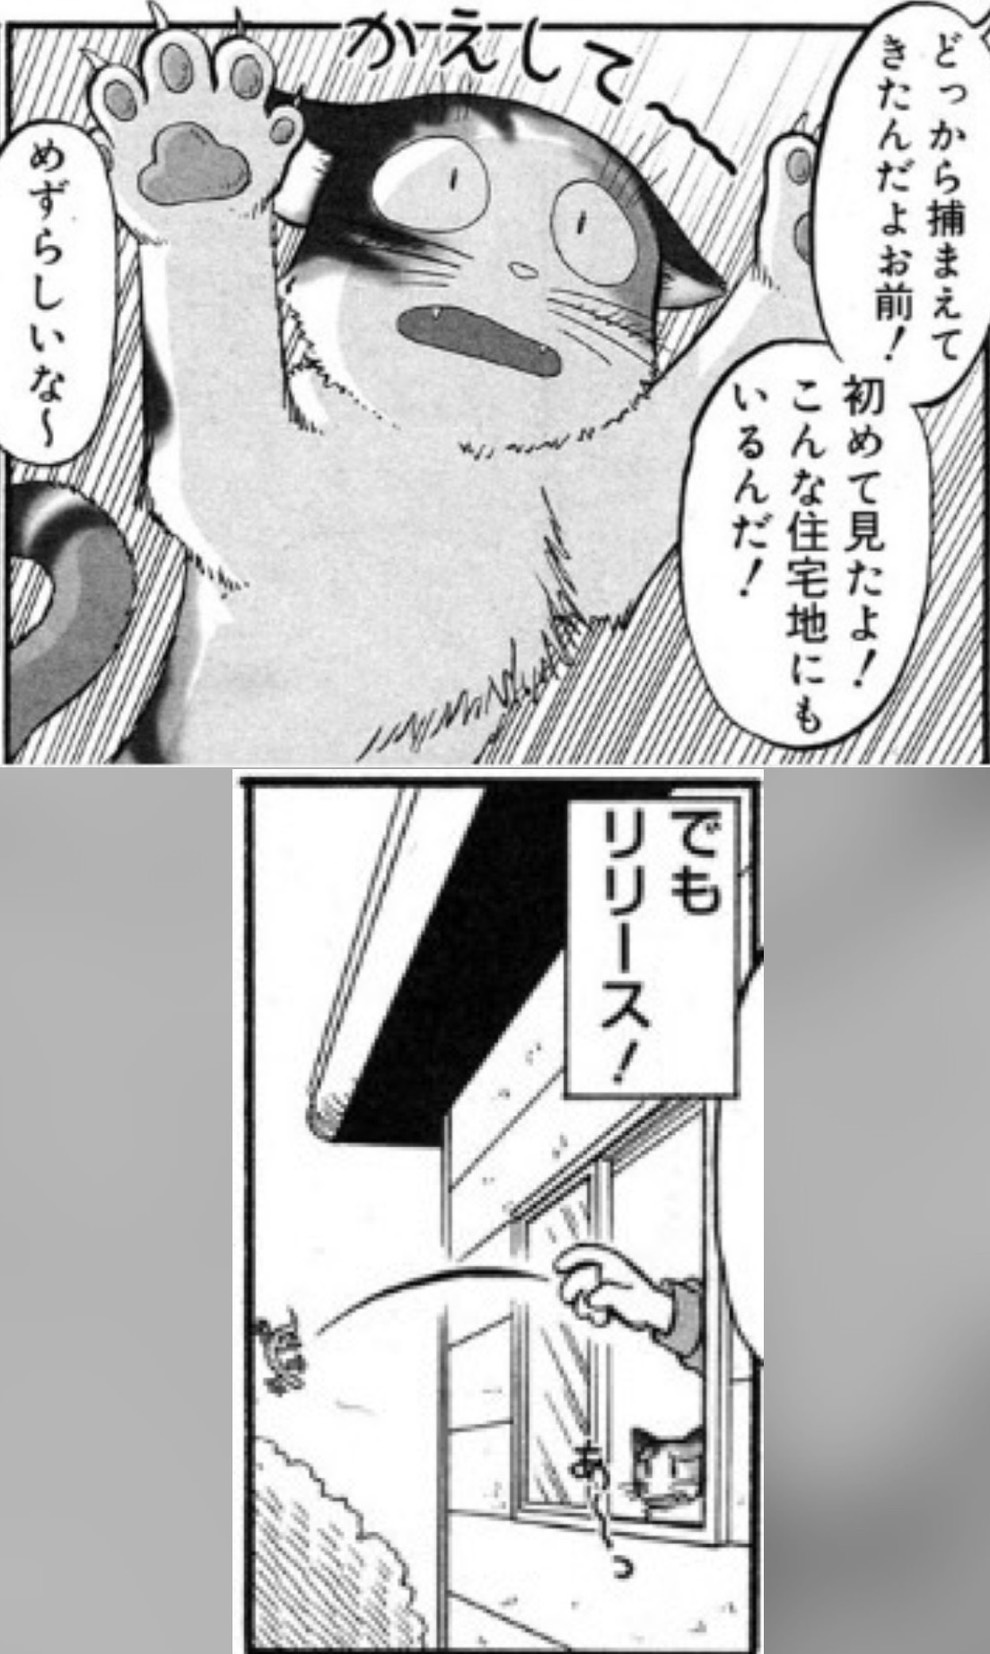 どっから捕まえて
きたんだよお前！
初めて見たよ！
こんな住宅地にも
いるんだ！
かえして〜
めずらしいな〜
でも
リリース！
あ〜っ